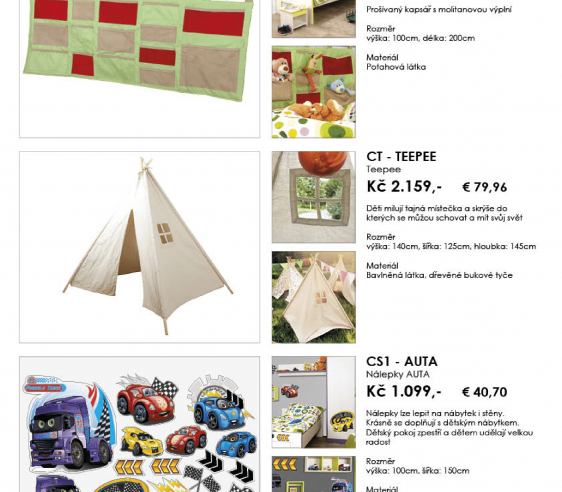 Prošívaný kapsář s molitanovou výplní
Rozměr
výška: 100cm, délka: 200cm
Materiál
Potahová látka
CT - TEEPEE
Teepee
Kč 2.159,- € 79,96
Děti milují tajná místečka a skrýše do
kterých se můžou schovat a mít svůj svět
Rozměr
výška: 140cm, šířka: 125cm, hloubka: 145cm
Materiál
Bavlněná látka, dřevěné bukové tyče
CS1 - AUTA
Nálepky AUTA
Kč 1.099,- € 40,70
Nálepky lze lepit na nábytek i stěny.
Krásně se doplňují s dětským nábytkem.
Dětský pokoj zpestří a dětem udělají velkou
radost
Rozměr
výška: 100cm, šířka: 150cm
Materiál